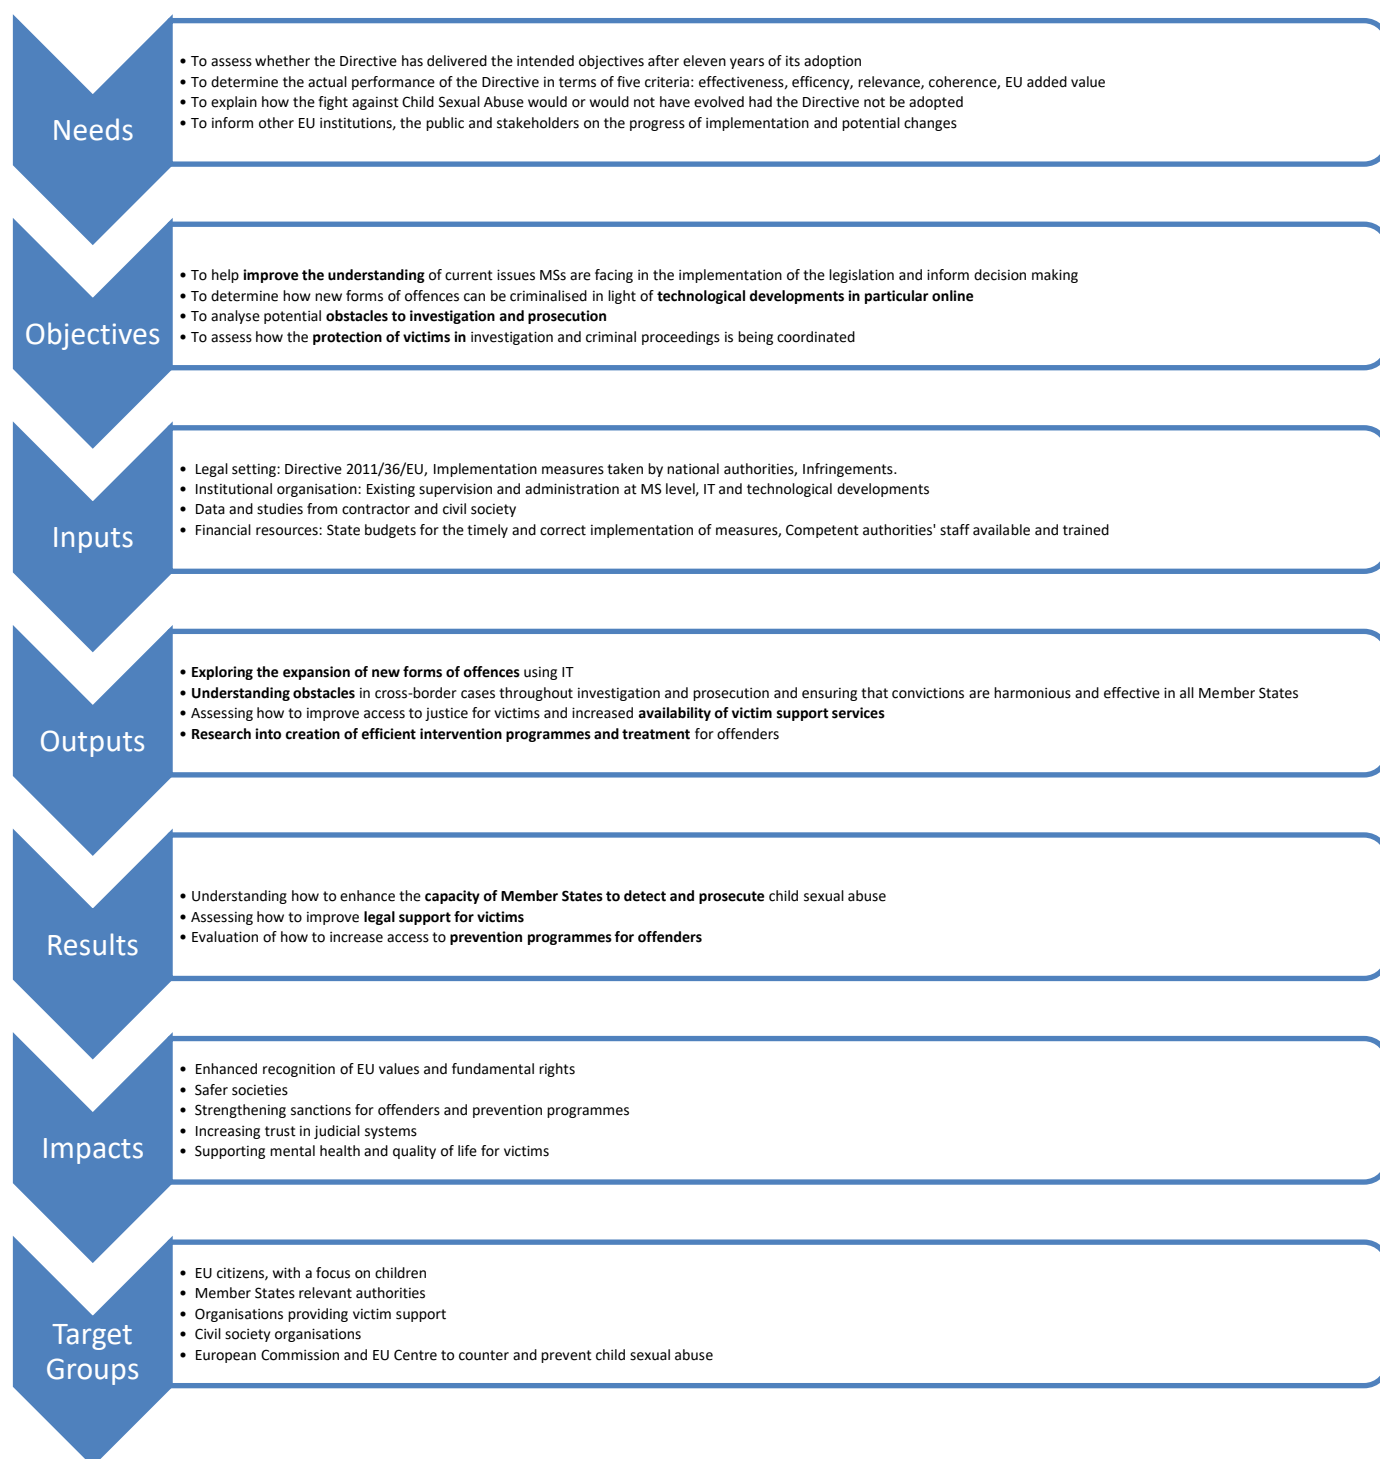 Needs
• To assess whether the Directive has delivered the intended objectives after eleven years of its adoption
• To determine the actual performance of the Directive in terms of five criteria: effectiveness, efficency, relevance, coherence, EU added value
• To explain how the fight against Child Sexual Abuse would or would not have evolved had the Directive not be adopted
• To inform other EU institutions, the public and stakeholders on the progress of implementation and potential changes
Objectives
• To help improve the understanding of current issues MSs are facing in the implementation of the legislation and inform decision making
• To determine how new forms of offences can be criminalised in light of technological developments in particular online
• To analyse potential obstacles to investigation and prosecution
• To assess how the protection of victims in investigation and criminal proceedings is being coordinated
Inputs
• Legal setting: Directive 2011/36/EU, Implementation measures taken by national authorities, Infringements.
• Institutional organisation: Existing supervision and administration at MS level, IT and technological developments
• Data and studies from contractor and civil society
• Financial resources: State budgets for the timely and correct implementation of measures, Competent authorities' staff available and trained
Outputs
• Exploring the expansion of new forms of offences using IT
• Understanding obstacles in cross-border cases throughout investigation and prosecution and ensuring that convictions are harmonious and effective in all Member States
• Assessing how to improve access to justice for victims and increased availability of victim support services
• Research into creation of efficient intervention programmes and treatment for offenders
Results
• Understanding how to enhance the capacity of Member States to detect and prosecute child sexual abuse
• Assessing how to improve legal support for victims
• Evaluation of how to increase access to prevention programmes for offenders
Impacts
• Enhanced recognition of EU values and fundamental rights
• Safer societies
• Strengthening sanctions for offenders and prevention programmes
• Increasing trust in judicial systems
• Supporting mental health and quality of life for victims
Target
Groups
• EU citizens, with a focus on children
• Member States relevant authorities
• Organisations providing victim support
• Civil society organisations
• European Commission and EU Centre to counter and prevent child sexual abuse